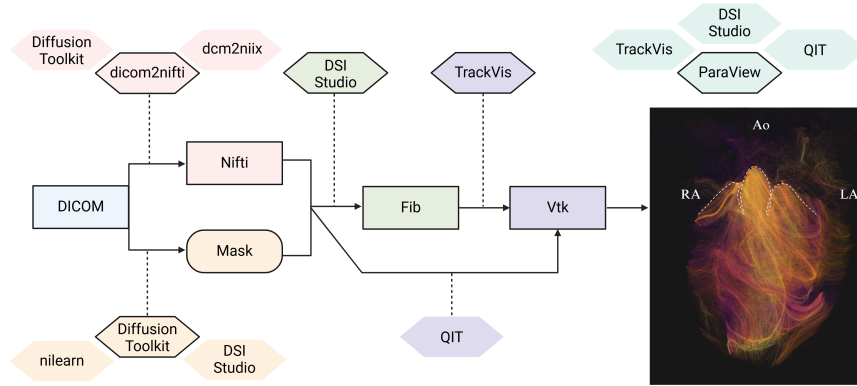 Diffusion
Toolkit
dcm2niix
dicom2nifti
DSI
Studio
TrackVis
DSI
Studio
TrackVis
QIT
ParaView
Nifti
DICOM
Mask
Fib
Vtk
Ao
RA
LA
Diffusion
Toolkit
nilearn
DSI
Studio
QIT